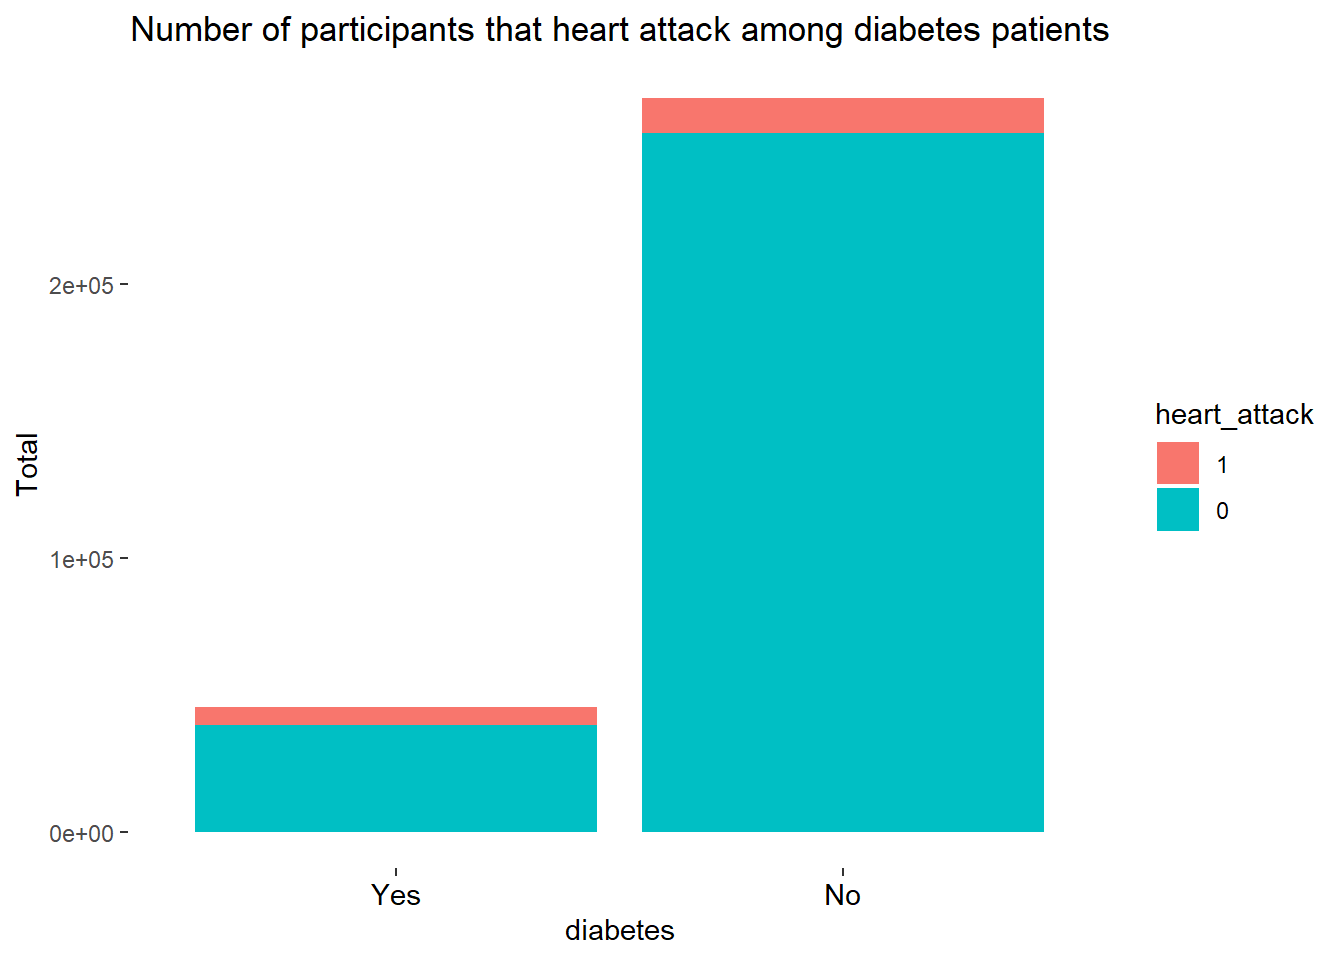 Number of participants that heart attack among diabetes patients
2e+05
1e+05
0e+00
Total
Yes
No
diabetes
heart_attack
1
0